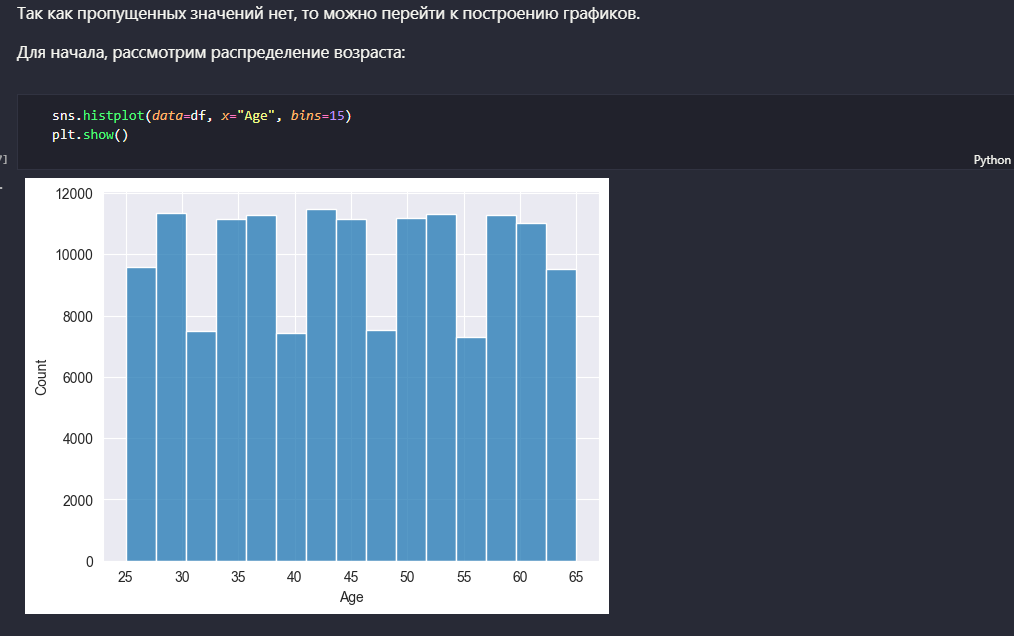 Так как пропущенных значений нет, то можно перейти к построению графиков.
Для начала, рассмотрим распределение возраста:
sns.histplot(data=df, x="Age", bins=15)
plt.show()
]
Python
12000
10000
8000
6000
4000
2000
0
Count
25 30 35 40 45 50 55 60 65
Age